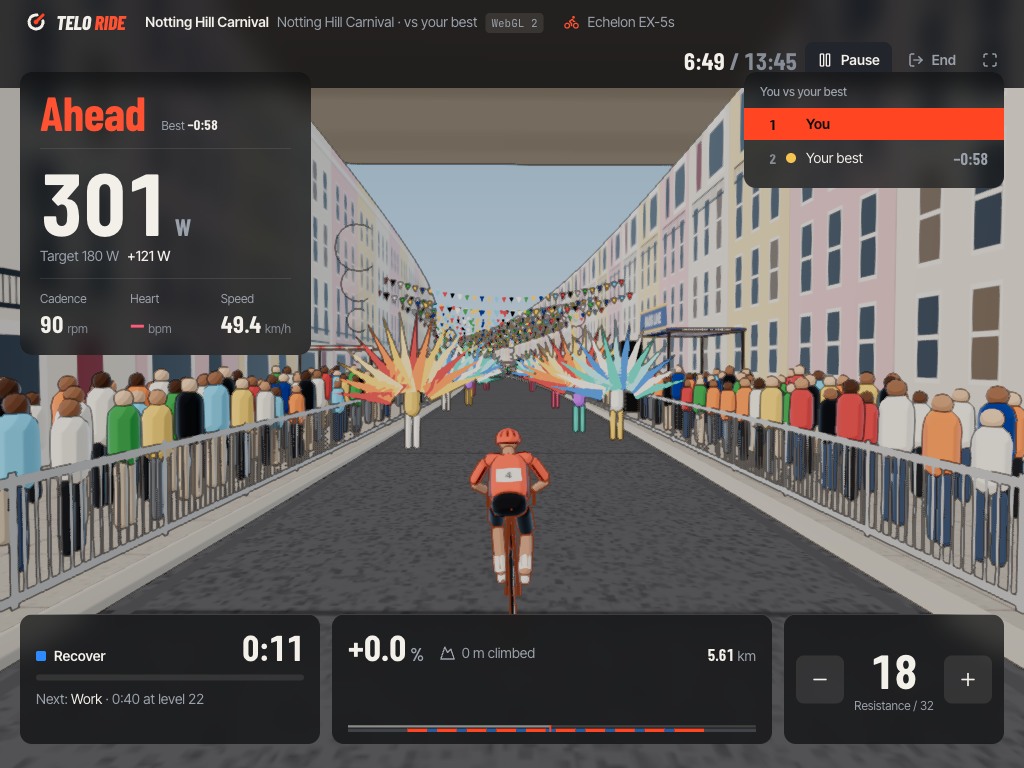 TELO RIDE Notting Hill Carnival Notting Hill Carnival · vs your best WebGL 2 Echelon EX-5s
6:49 / 13:45 Pause End
Ahead Best −0:58
301 W
Target 180 W +121 W
Cadence Heart Speed
90 rpm – bpm 49.4 km/h
You vs your best
1 You
2 Your best −0:58
4
Recover 0:11
Next: Work · 0:40 at level 22
+0.0 % 0 m climbed 5.61 km
− 18 +
Resistance / 32